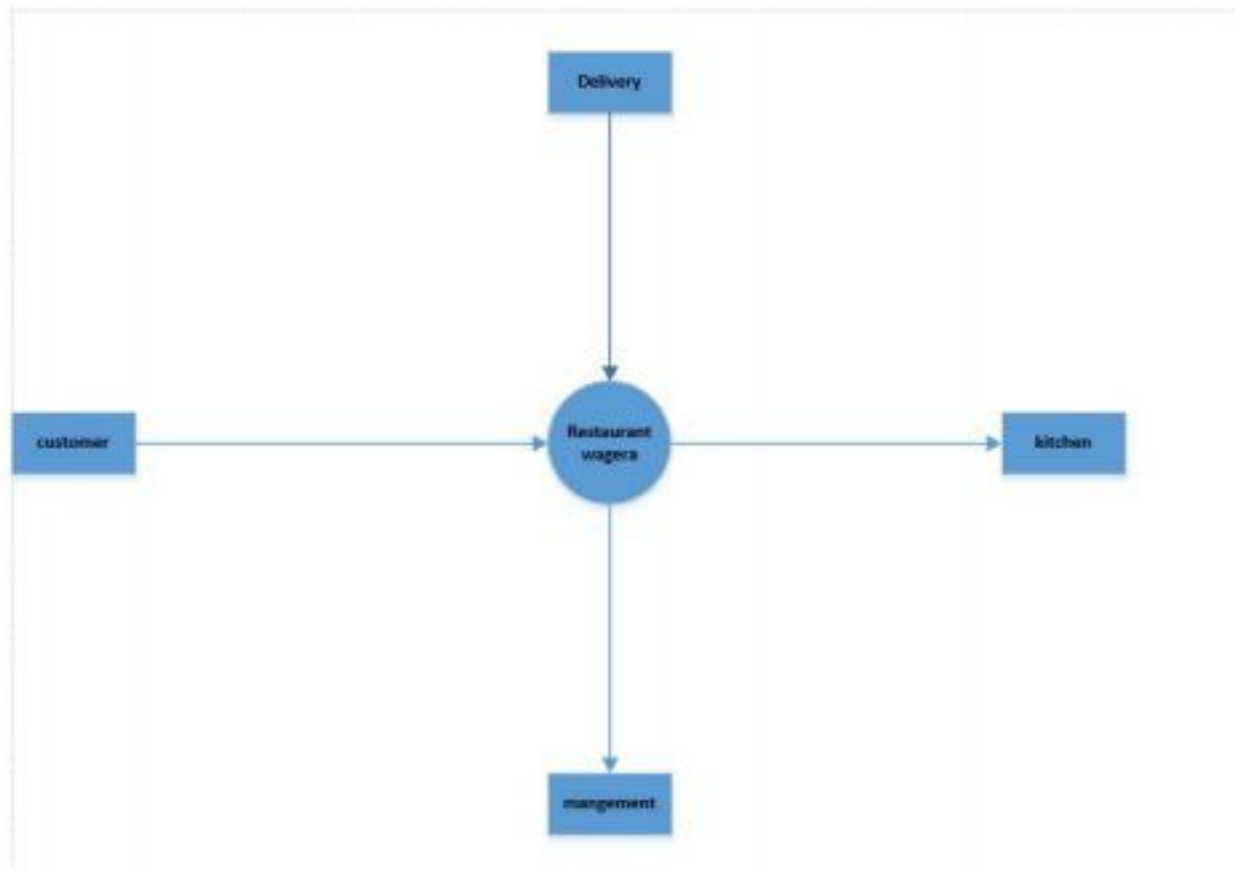 Delivery
customer
Restaurant
wagera
kitchen
mangement